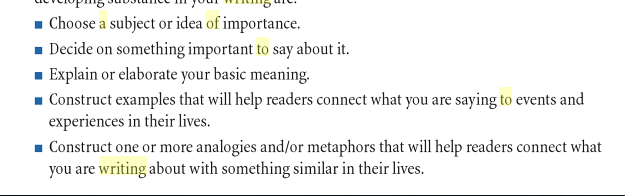 developing substance in your writing are:
■ Choose a subject or idea of importance.
■ Decide on something important to say about it.
■ Explain or elaborate your basic meaning.
■ Construct examples that will help readers connect what you are saying to events and
experiences in their lives.
■ Construct one or more analogies and/or metaphors that will help readers connect what
you are writing about with something similar in their lives.